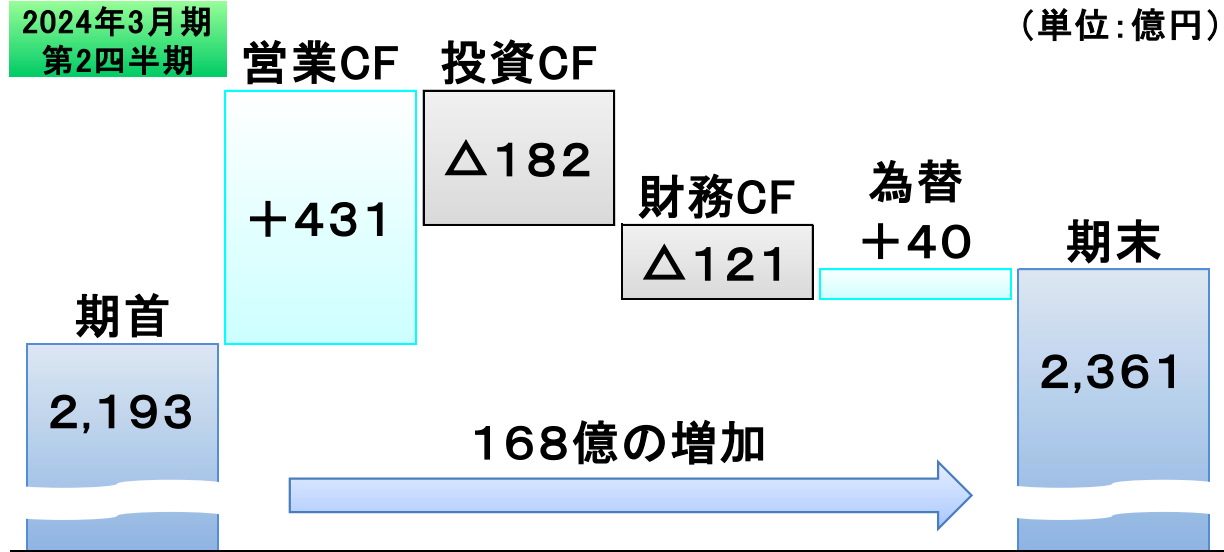 2024年3月期
第2四半期
（単位：億円）
営業CF
投資CF
＋431
△182
財務CF
△121
為替
＋40
期首
2,193
期末
2,361
168億の増加